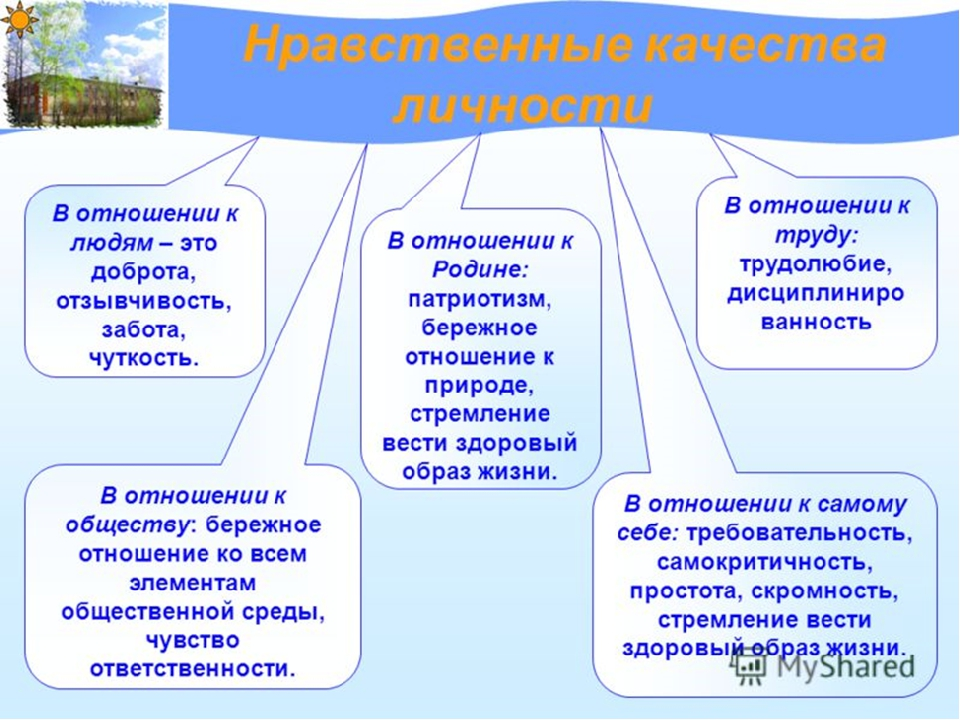 Нравственные качества
личности
В отношении к
людям – это
доброта,
отзывчивость,
забота,
чуткость.
В отношении к
Родине:
патриотизм,
бережное
отношение к
природе,
стремление
вести здоровый
образ жизни.
В отношении к
труду:
трудолюбие,
дисциплиниро
ванность
В отношении к
обществу: бережное
отношение ко всем
элементам
общественной среды,
чувство
ответственности.
В отношении к самому
себе: требовательность,
самокритичность,
простота, скромность,
стремление вести
здоровый образ жизни.
MyShared